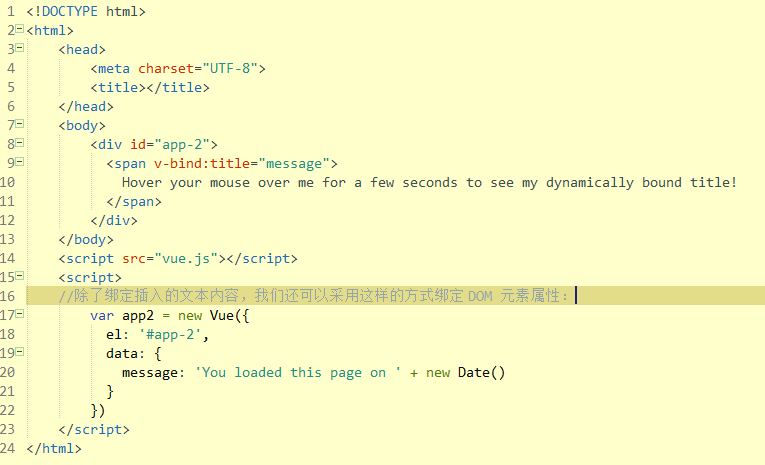 1 <!DOCTYPE html>
2 <html>
3     <head>
4         <meta charset="UTF-8">
5         <title></title>
6     </head>
7     <body>
8         <div id="app-2">
9           <span v-bind:title="message">
10             Hover your mouse over me for a few seconds to see my dynamically bound title!
11           </span>
12         </div>
13     </body>
14     <script src="vue.js"></script>
15     <script>
16     //除了绑定插入的文本内容，我们还可以采用这样的方式绑定DOM 元素属性：
17         var app2 = new Vue({
18           el: '#app-2',
19           data: {
20             message: 'You loaded this page on ' + new Date()
21           }
22         })
23     </script>
24 </html>